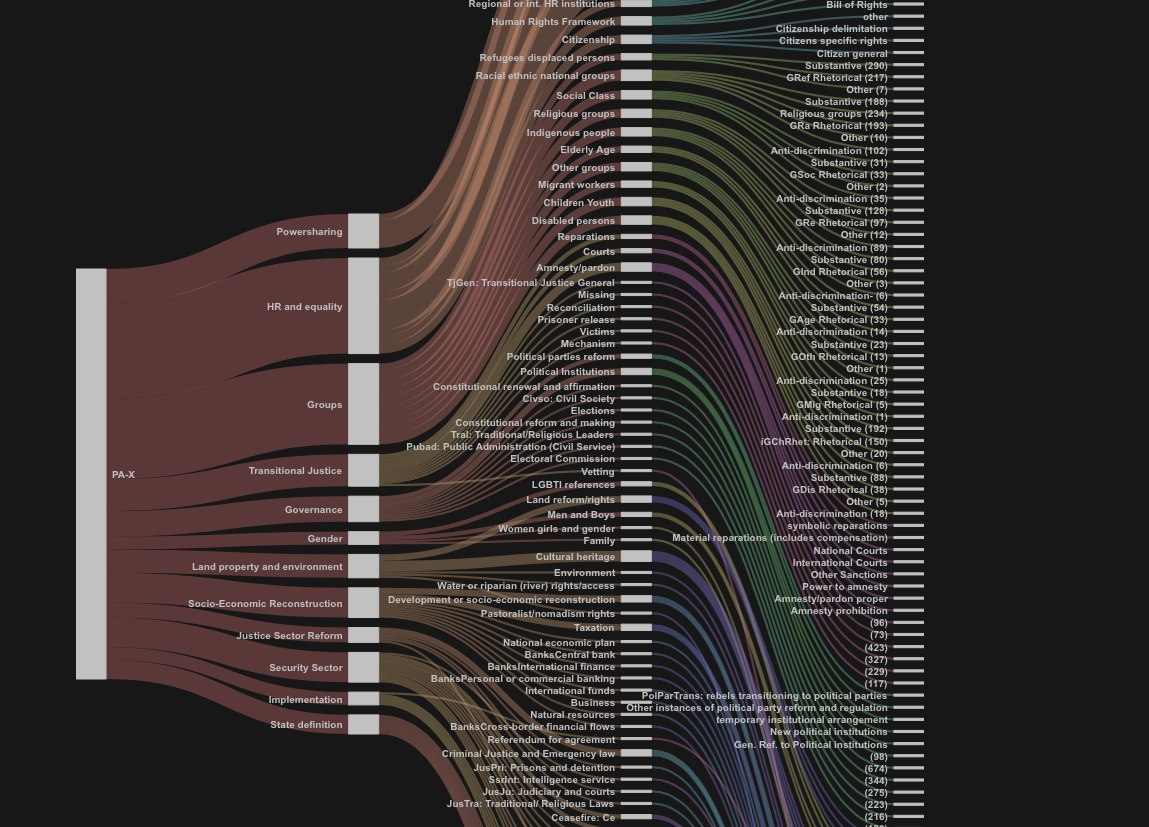 PA-X
Powersharing
HR and equality
Groups
Transitional Justice
Governance
Gender
Land property and environment
Socio-Economic Reconstruction
Justice Sector Reform
Security Sector
Implementation
State definition
Regional or int. HR institutions
Human Rights Framework
Citizenship
Refugees displaced persons
Racial ethnic national groups
Social Class
Religious groups
Indigenous people
Elderly Age
Other groups
Migrant workers
Children Youth
Disabled persons
Reparations
Courts
Amnesty/pardon
TjGen: Transitional Justice General
Missing
Reconciliation
Prisoner release
Victims
Mechanism
Political parties reform
Political Institutions
Constitutional renewal and affirmation
Civso: Civil Society
Elections
Constitutional reform and making
Tral: Traditional/Religious Leaders
Pubad: Public Administration (Civil Service)
Electoral Commission
Vetting
LGBTI references
Land reform/rights
Men and Boys
Women girls and gender
Family
Cultural heritage
Environment
Water or riparian (river) rights/access
Development or socio-economic reconstruction
Pastoralist/nomadism rights
Taxation
National economic plan
BanksCentral bank
BanksInternational finance
BanksPersonal or commercial banking
International funds
Business
Natural resources
BanksCross-border financial flows
Referendum for agreement
Criminal Justice and Emergency law
JusPri: Prisons and detention
SsrInt: Intelligence service
JusJu: Judiciary and courts
JusTra: Traditional/ Religious Laws
Ceasefire: Ce
Bill of Rights
other
Citizenship delimitation
Citizens specific rights
Citizen general
Substantive (290)
GRef Rhetorical (217)
Other (7)
Substantive (188)
Religious groups (234)
GRa Rhetorical (193)
Other (10)
Anti-discrimination (102)
Substantive (31)
GSoc Rhetorical (33)
Other (2)
Anti-discrimination (35)
Substantive (128)
GRe Rhetorical (97)
Other (12)
Anti-discrimination (89)
Substantive (80)
GInd Rhetorical (56)
Other (3)
Anti-discrimination- (6)
Substantive (54)
GAge Rhetorical (33)
Anti-discrimination (14)
Substantive (23)
GOth Rhetorical (13)
Other (1)
Anti-discrimination (25)
Substantive (18)
GMig Rhetorical (5)
Anti-discrimination (1)
Substantive (192)
iGChRhet: Rhetorical (150)
Other (20)
Anti-discrimination (6)
Substantive (88)
GDis Rhetorical (38)
Other (5)
Anti-discrimination (18)
symbolic reparations
Material reparations (includes compensation)
National Courts
International Courts
Other Sanctions
Power to amnesty
Amnesty/pardon proper
Amnesty prohibition
(96)
(73)
(423)
(327)
(229)
(117)
PolParTrans: rebels transitioning to political parties
Other instances of political party reform and regulation
temporary institutional arrangement
New political institutions
Gen. Ref. to Political institutions
(98)
(674)
(344)
(275)
(223)
(216)